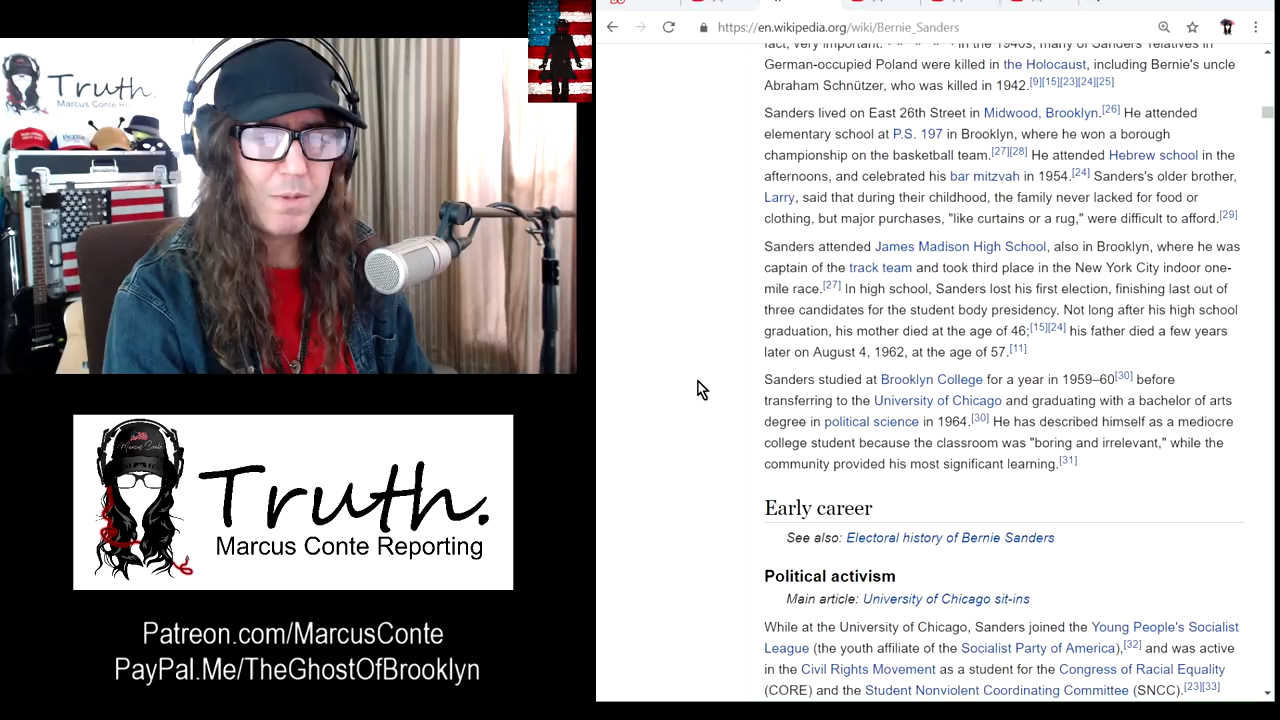 Truth.
Marcus Conte Re
Truth.
Marcus Conte Reporting
Patreon.com/MarcusConte
PayPal.Me/TheGhostOfBrooklyn
https://en.wikipedia.org/wiki/Bernie_Sanders
fact, very important. in the 1940s, many of Sanders' relatives in
German-occupied Poland were killed in the Holocaust, including Bernie's uncle
Abraham Schnützer, who was killed in 1942.[9][15][23][24][25]
Sanders lived on East 26th Street in Midwood, Brooklyn.[26] He attended
elementary school at P.S. 197 in Brooklyn, where he won a borough
championship on the basketball team.[27][28] He attended Hebrew school in the
afternoons, and celebrated his bar mitzvah in 1954.[24] Sanders's older brother,
Larry, said that during their childhood, the family never lacked for food or
clothing, but major purchases, "like curtains or a rug," were difficult to afford.[29]
Sanders attended James Madison High School, also in Brooklyn, where he was
captain of the track team and took third place in the New York City indoor one-
mile race.[27] In high school, Sanders lost his first election, finishing last out of
three candidates for the student body presidency. Not long after his high school
graduation, his mother died at the age of 46;[15][24] his father died a few years
later on August 4, 1962, at the age of 57.[11]
Sanders studied at Brooklyn College for a year in 1959–60[30] before
transferring to the University of Chicago and graduating with a bachelor of arts
degree in political science in 1964.[30] He has described himself as a mediocre
college student because the classroom was "boring and irrelevant," while the
community provided his most significant learning.[31]
Early career
See also: Electoral history of Bernie Sanders
Political activism
Main article: University of Chicago sit-ins
While at the University of Chicago, Sanders joined the Young People's Socialist
League (the youth affiliate of the Socialist Party of America),[32] and was active
in the Civil Rights Movement as a student for the Congress of Racial Equality
(CORE) and the Student Nonviolent Coordinating Committee (SNCC).[23][33]